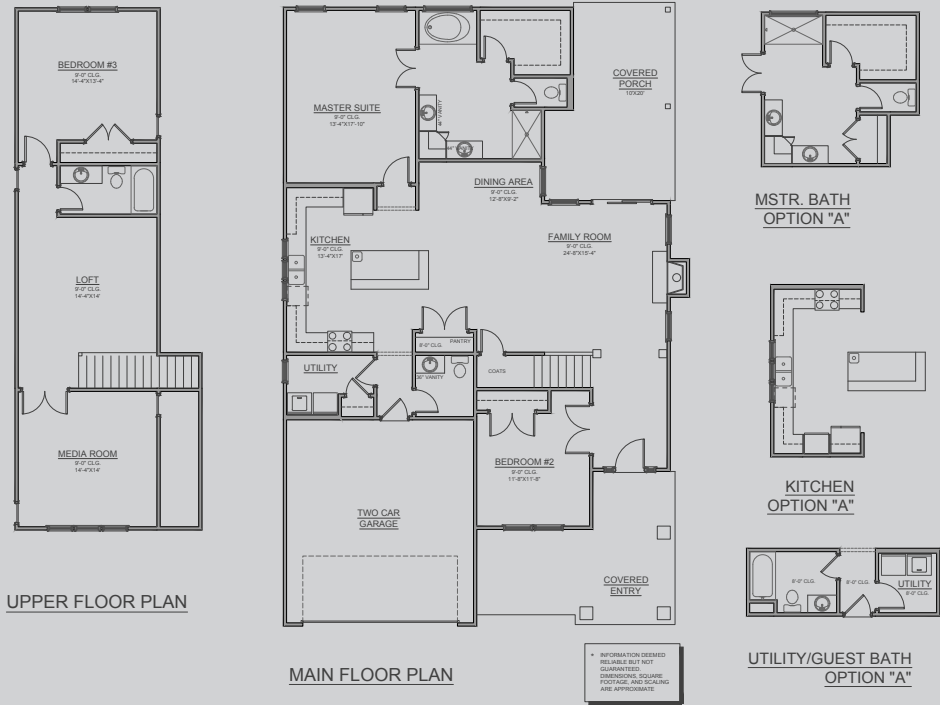 BEDROOM #3
9'-0" CLG.
14'-4"X13'-4"
LOFT
9'-0" CLG.
14'-4"X14'
MEDIA ROOM
9'-0" CLG.
14'-4"X14'
UPPER FLOOR PLAN
MASTER SUITE
9'-0" CLG.
13'-4"X17'-10"
VANITY
COVERED
PORCH
10'X20'
DINING AREA
9'-0" CLG.
12'-8"X9'-2"
KITCHEN
9'-0" CLG.
13'-4"X17'
FAMILY ROOM
9'-0" CLG.
24'-8"X15'-4"
PANTRY
8'-0" CLG.
UTILITY
36" VANITY
COATS
BEDROOM #2
9'-0" CLG.
11'-8"X11'-8"
TWO CAR
GARAGE
COVERED
ENTRY
MAIN FLOOR PLAN
* INFORMATION DEEMED
RELIABLE BUT NOT
GUARANTEED.
DIMENSIONS, SQUARE
FOOTAGE, AND SCALING
ARE APPROXIMATE
MSTR. BATH
OPTION "A"
KITCHEN
OPTION "A"
8'-0" CLG.
8'-0" CLG.
UTILITY
8'-0" CLG.
UTILITY/GUEST BATH
OPTION "A"